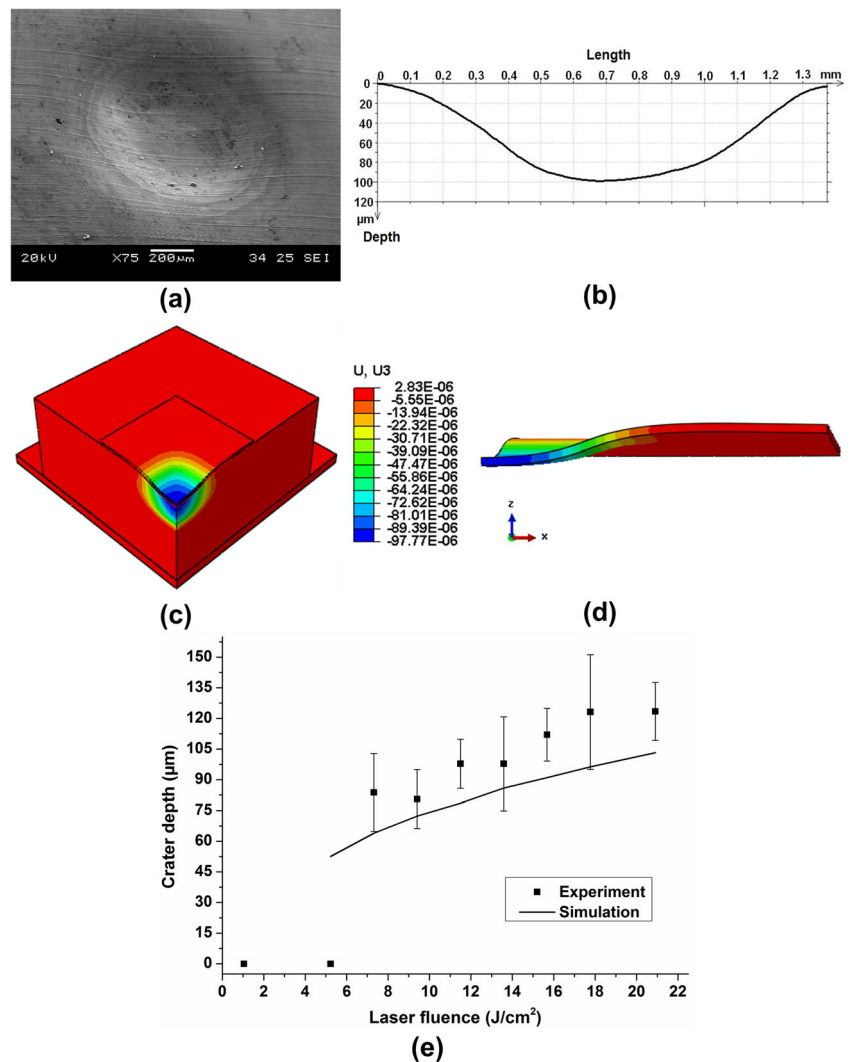 20kV X75 200µm 34 25 SEI
(a)
Length
0 0.1 0.2 0.3 0.4 0.5 0.6 0.7 0.8 0.9 1.0 1.1 1.2 1.3 mm
0
20
40
60
80
100
120
µm
Depth
(b)
U, U3
2.83E-06
-5.55E-06
-13.94E-06
-22.32E-06
-30.71E-06
-39.09E-06
-47.47E-06
-55.86E-06
-64.24E-06
-72.62E-06
-81.01E-06
-89.39E-06
-97.77E-06
(c)
z
x
(d)
Crater depth (µm)
150
135
120
105
90
75
60
45
30
15
0
Experiment
Simulation
0 2 4 6 8 10 12 14 16 18 20 22
Laser fluence (J/cm²)
(e)